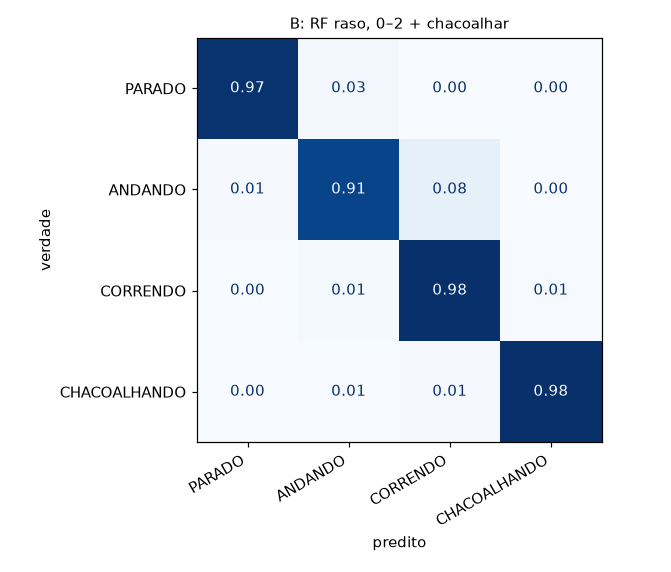 B: RF raso, 0–2 + chacoalhar
PARADO 0.97 0.03 0.00 0.00
ANDANDO 0.01 0.91 0.08 0.00
CORRENDO 0.00 0.01 0.98 0.01
CHACOALHANDO 0.00 0.01 0.01 0.98
verdade
PARADO ANDANDO CORRENDO CHACOALHANDO
predito